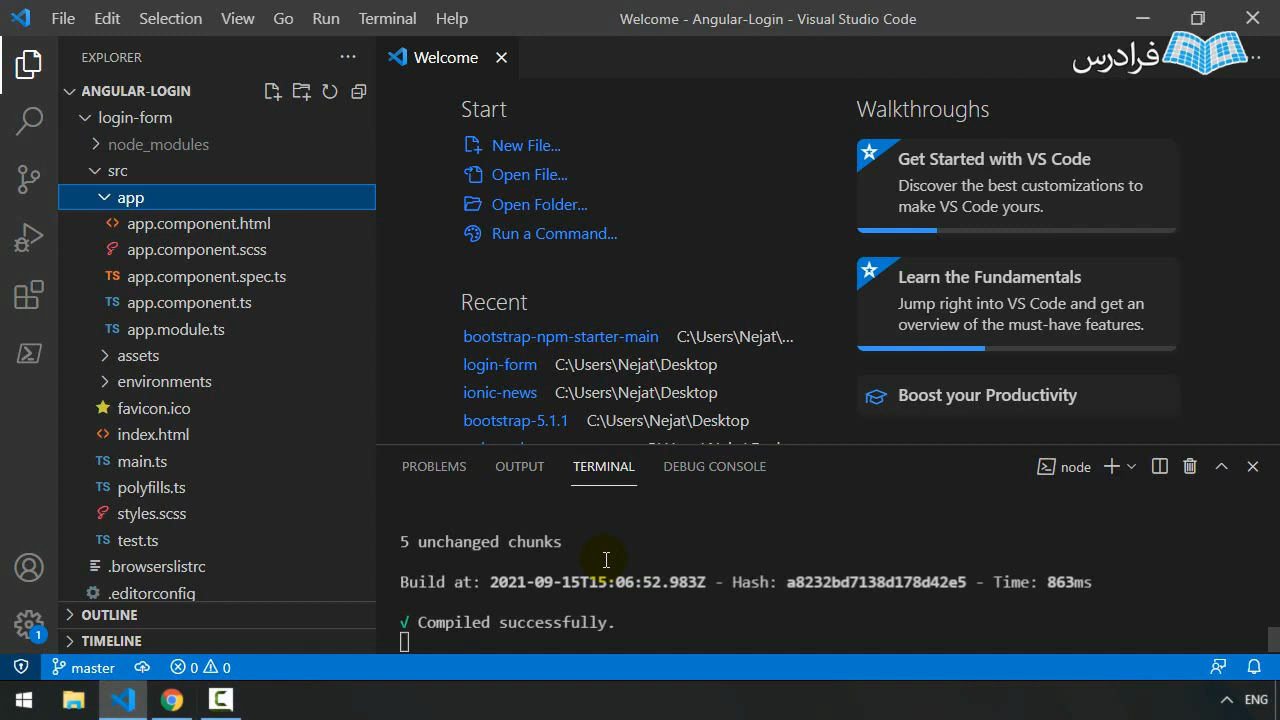 File Edit Selection View Go Run Terminal Help
Welcome - Angular-Login - Visual Studio Code
فرادرس
EXPLORER
ANGULAR-LOGIN
login-form
node_modules
src
app
app.component.html
app.component.scss
TS app.component.spec.ts
TS app.component.ts
TS app.module.ts
assets
environments
favicon.ico
index.html
TS main.ts
TS polyfills.ts
styles.scss
TS test.ts
.browserslistrc
.editorconfig
OUTLINE
TIMELINE
1
Welcome
Start
New File...
Open File...
Open Folder...
Run a Command...
Recent
bootstrap-npm-starter-main C:\Users\Nejat\...
login-form C:\Users\Nejat\Desktop
ionic-news C:\Users\Nejat\Desktop
bootstrap-5.1.1 C:\Users\Nejat\Desktop
Walkthroughs
Get Started with VS Code
Discover the best customizations to
make VS Code yours.
Learn the Fundamentals
Jump right into VS Code and get an
overview of the must-have features.
Boost your Productivity
PROBLEMS OUTPUT TERMINAL DEBUG CONSOLE
node
5 unchanged chunks
Build at: 2021-09-15T15:06:52.983Z - Hash: a8232bd7138d178d42e5 - Time: 863ms
√ Compiled successfully.
master 0 0
ENG